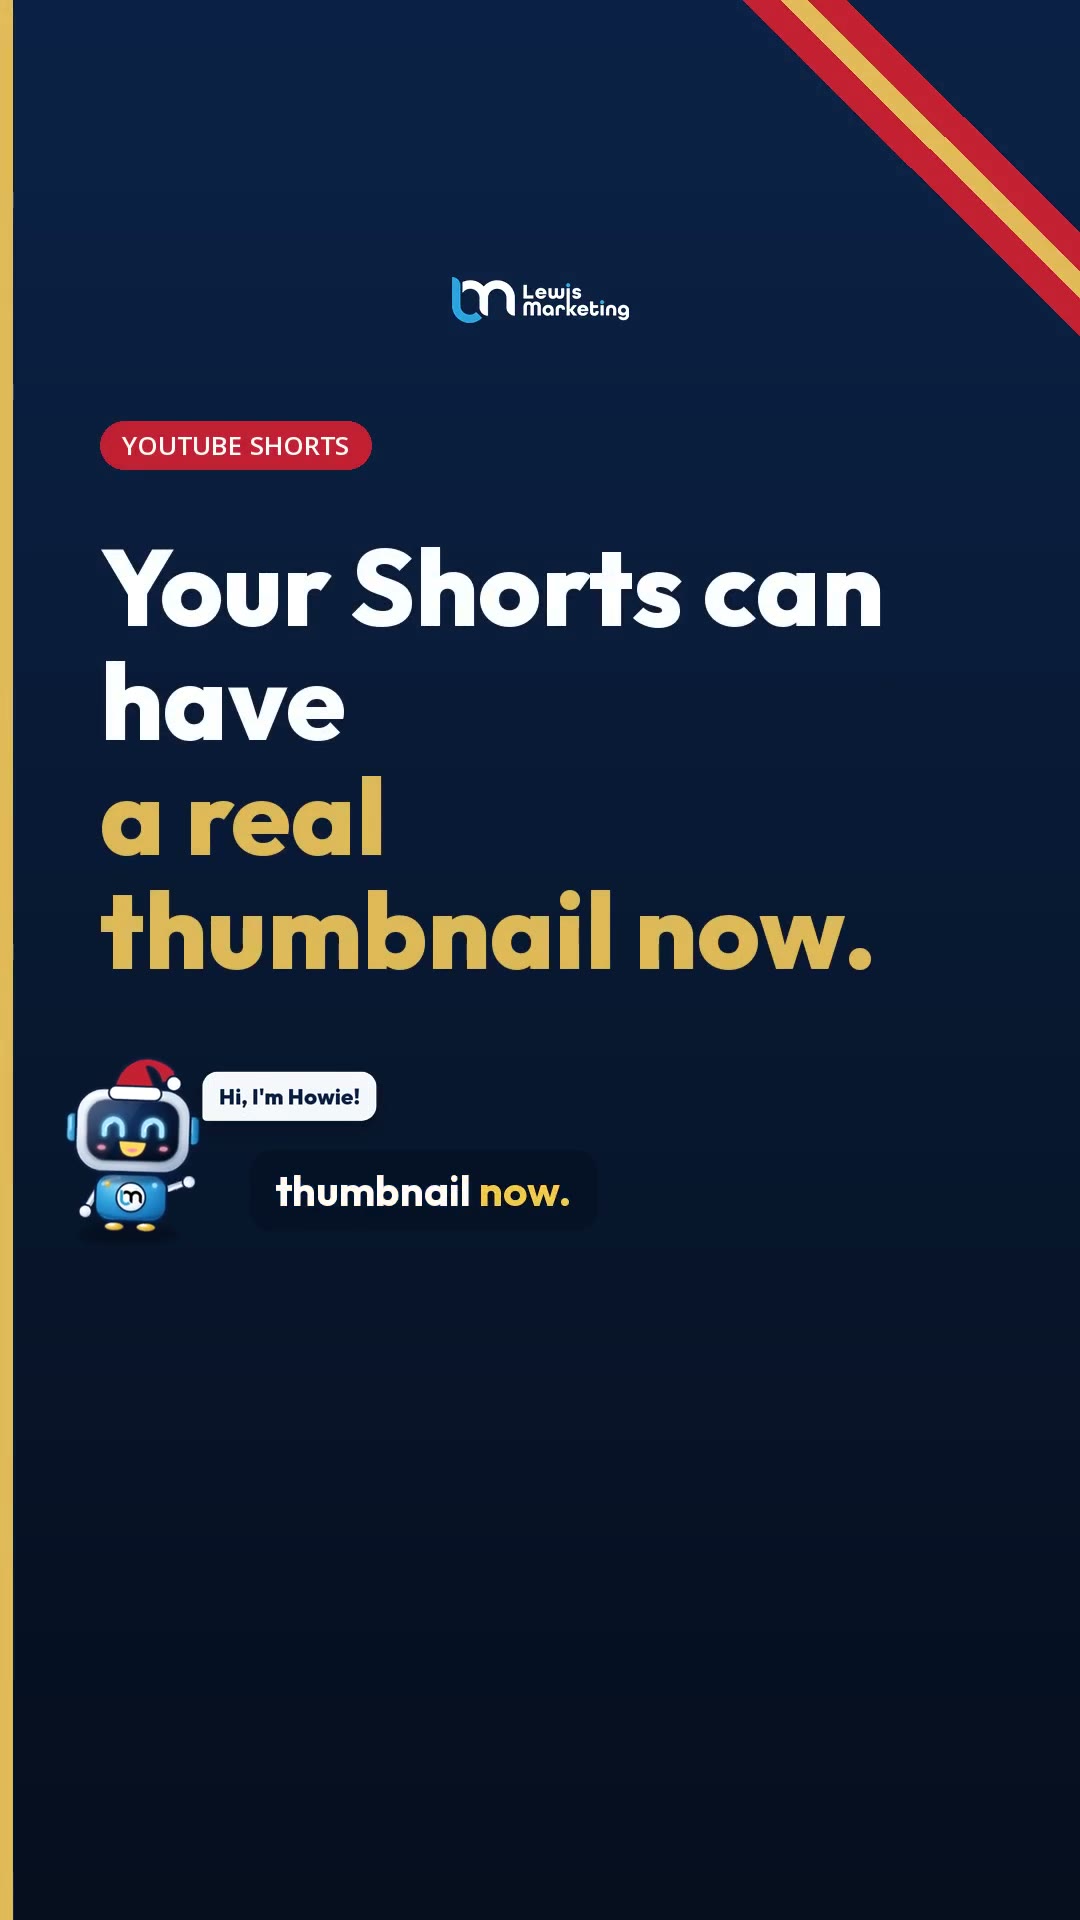 Lewis
Marketing
YOUTUBE SHORTS
Your Shorts can
have
a real
thumbnail now.
Hi, I'm Howie!
thumbnail now.